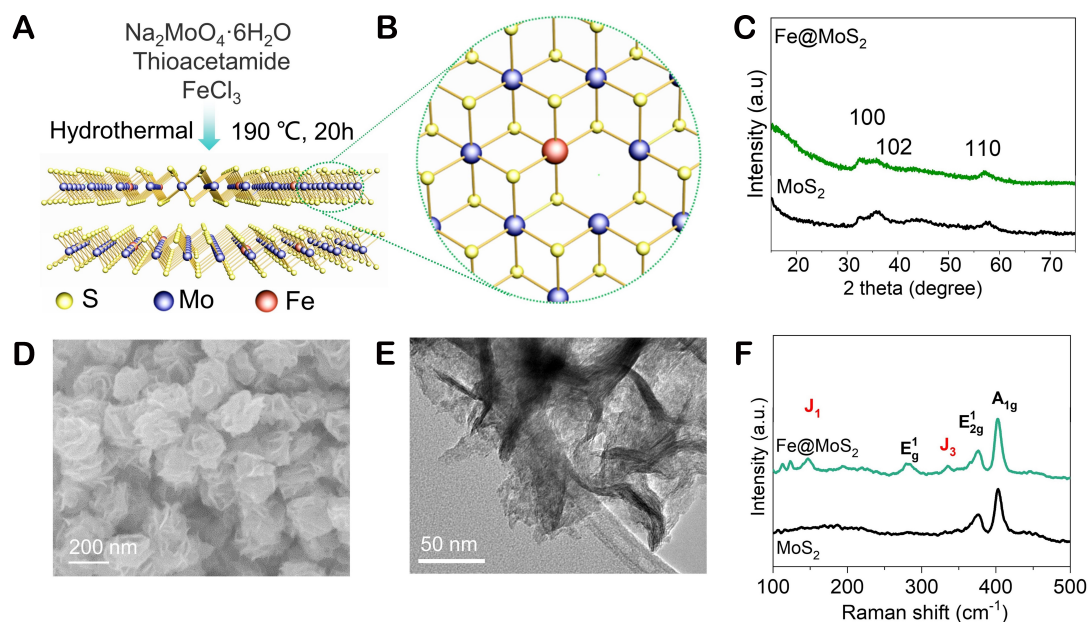 A
Na₂MoO₄·6H₂O
Thioacetamide
FeCl₃
Hydrothermal 190 ℃, 20h
S Mo Fe
B
C
Fe@MoS₂
100
102
110
MoS₂
Intensity (a.u)
20 30 40 50 60 70
2 theta (degree)
D
200 nm
E
50 nm
F
J₁
Fe@MoS₂
E¹g
J₃
E¹2g
A1g
MoS₂
Intensity (a.u.)
100 200 300 400 500
Raman shift (cm⁻¹)